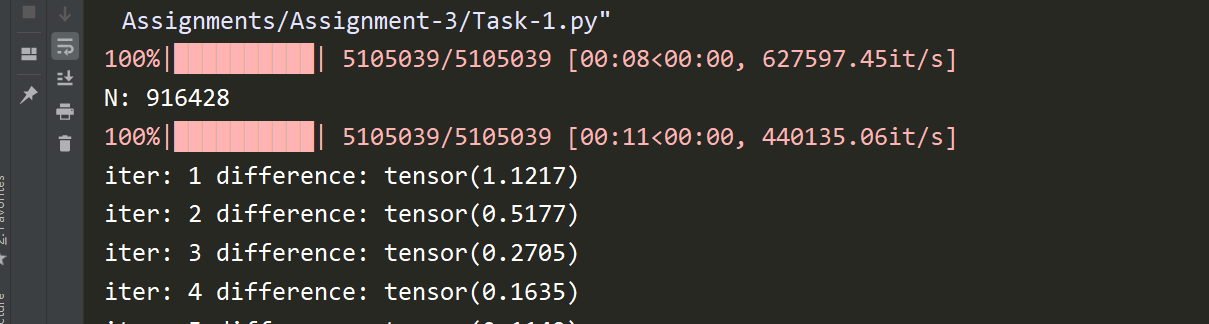 Assignments/Assignment-3/Task-1.py"
100%|██████████| 5105039/5105039 [00:08<00:00, 627597.45it/s]
N: 916428
100%|██████████| 5105039/5105039 [00:11<00:00, 440135.06it/s]
iter: 1 difference: tensor(1.1217)
iter: 2 difference: tensor(0.5177)
iter: 3 difference: tensor(0.2705)
iter: 4 difference: tensor(0.1635)
2: Favorites